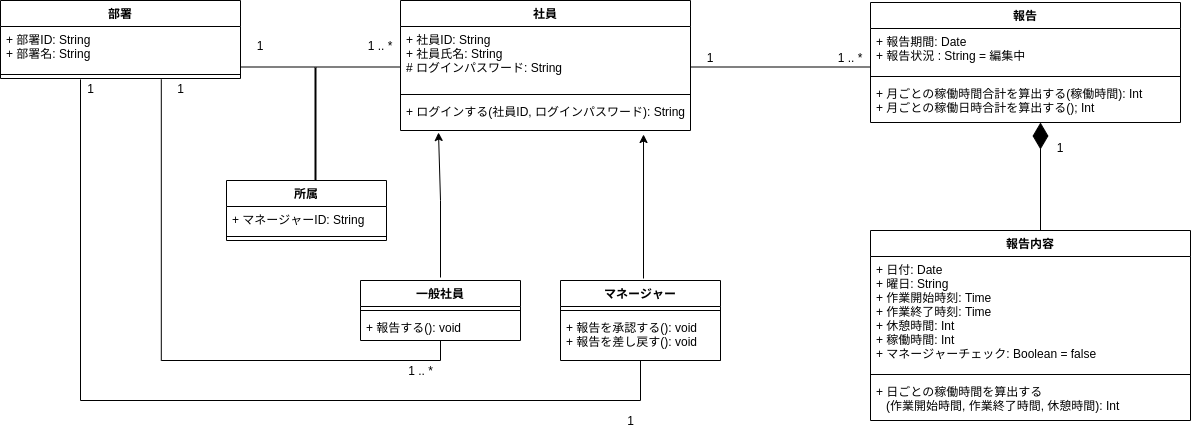 部署
+ 部署ID: String
+ 部署名: String
1
1 .. *
社員
+ 社員ID: String
+ 社員氏名: String
# ログインパスワード: String
+ ログインする(社員ID, ログインパスワード): String
1
1 .. *
報告
+ 報告期間: Date
+ 報告状況 : String = 編集中
+ 月ごとの稼働時間合計を算出する(稼働時間): Int
+ 月ごとの稼働日時合計を算出する(); Int
1
1
1
所属
+ マネージャーID: String
一般社員
+ 報告する(): void
1 .. *
マネージャー
+ 報告を承認する(): void
+ 報告を差し戻す(): void
1
報告内容
+ 日付: Date
+ 曜日: String
+ 作業開始時刻: Time
+ 作業終了時刻: Time
+ 休憩時間: Int
+ 稼働時間: Int
+ マネージャーチェック: Boolean = false
+ 日ごとの稼働時間を算出する
(作業開始時間, 作業終了時間, 休憩時間): Int